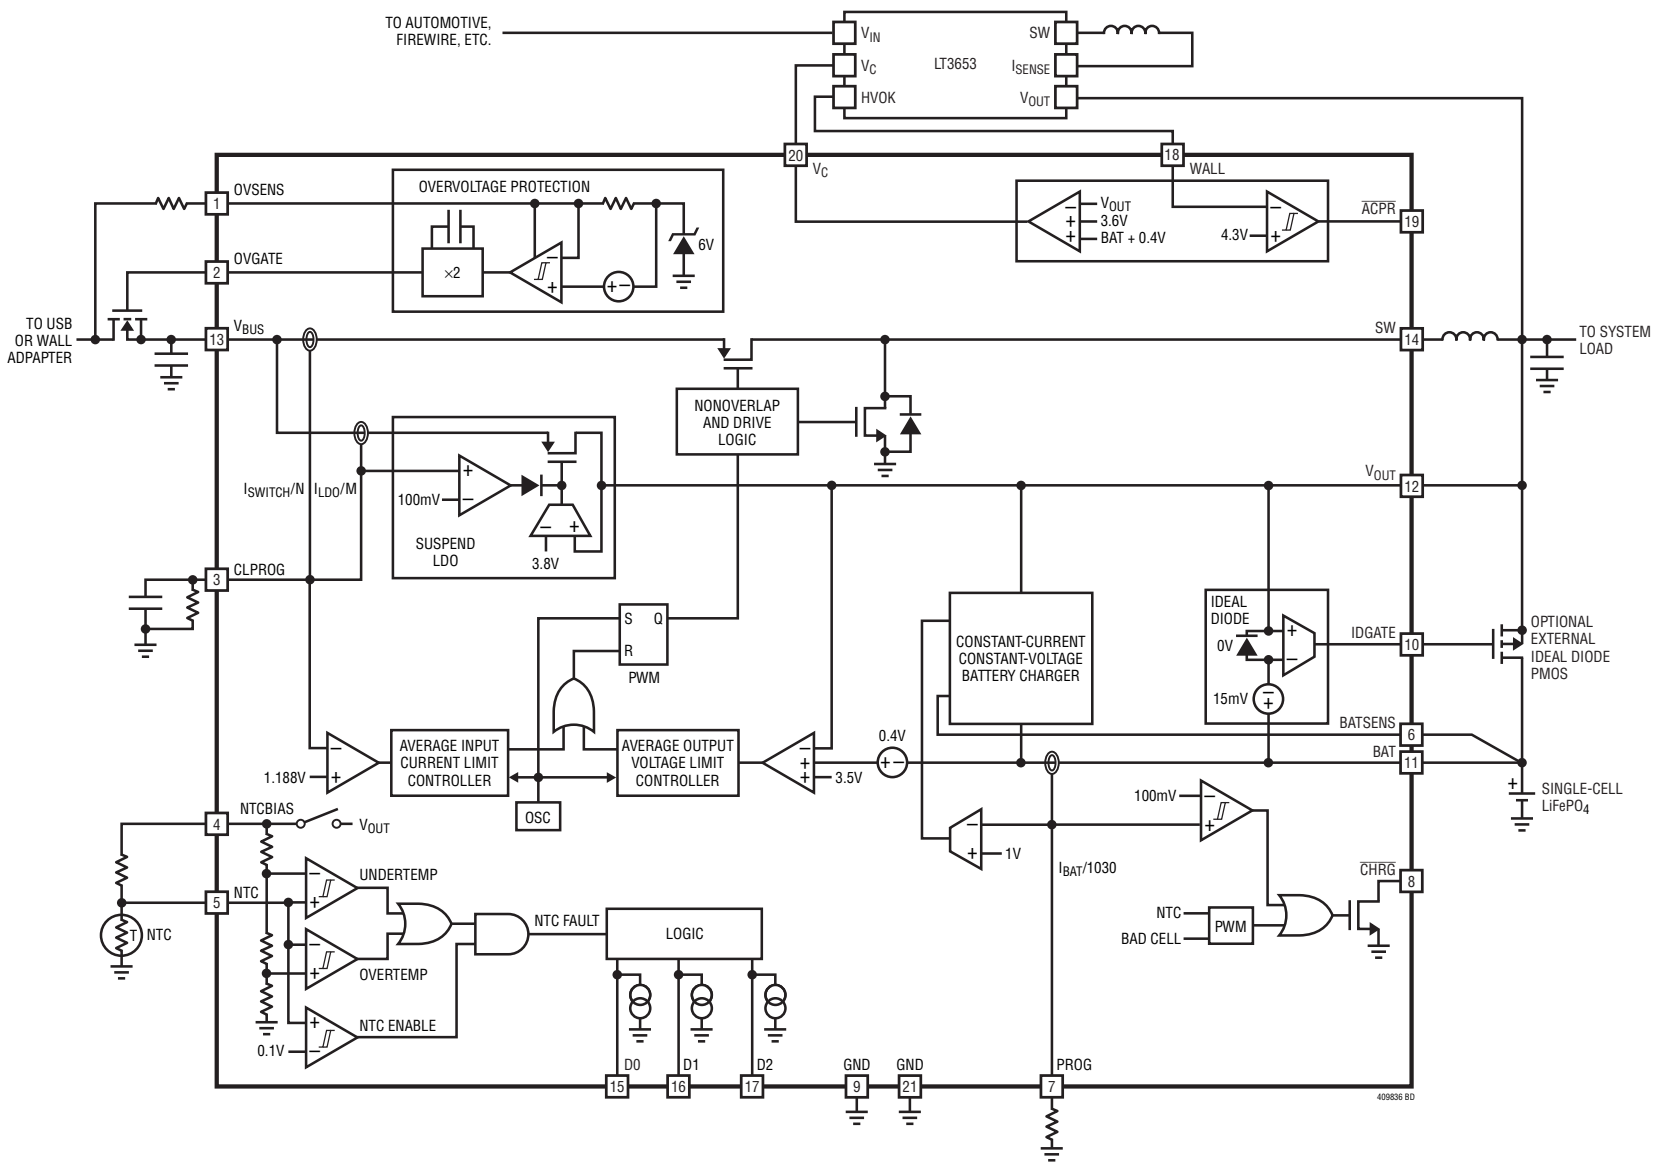 TO AUTOMOTIVE,
FIREWIRE, ETC.
VIN
SW
VC
LT3653
ISENSE
HVOK
VOUT
20
VC
18
WALL
OVSENS
1
OVERVOLTAGE PROTECTION
6V
OVGATE
2
×2
−
+
+ −
− VOUT
+ 3.6V
+ BAT + 0.4V
−
4.3V +
ACPR
19
TO USB
OR WALL
ADPAPTER
VBUS
13
SW
14
TO SYSTEM
LOAD
NONOVERLAP
AND DRIVE
LOGIC
ISWITCH/N
ILDO/M
+
100mV −
− +
3.8V
SUSPEND
LDO
VOUT
12
CLPROG
3
S Q
R
PWM
CONSTANT-CURRENT
CONSTANT-VOLTAGE
BATTERY CHARGER
IDEAL
DIODE
0V
+
−
15mV
−
+
IDGATE
10
OPTIONAL
EXTERNAL
IDEAL DIODE
PMOS
BATSENS
6
BAT
11
−
1.188V +
AVERAGE INPUT
CURRENT LIMIT
CONTROLLER
AVERAGE OUTPUT
VOLTAGE LIMIT
CONTROLLER
−
+
+ 3.5V
0.4V
+ −
OSC
+
SINGLE-CELL
LiFePO4
NTCBIAS
4
VOUT
100mV −
+
−
+ 1V
IBAT/1030
CHRG
8
NTC
5
T
NTC
−
+
UNDERTEMP
−
+
OVERTEMP
+
0.1V −
NTC ENABLE
NTC FAULT
LOGIC
NTC
BAD CELL
PWM
D0
15
D1
16
D2
17
GND
9
GND
21
PROG
7
409836 BD